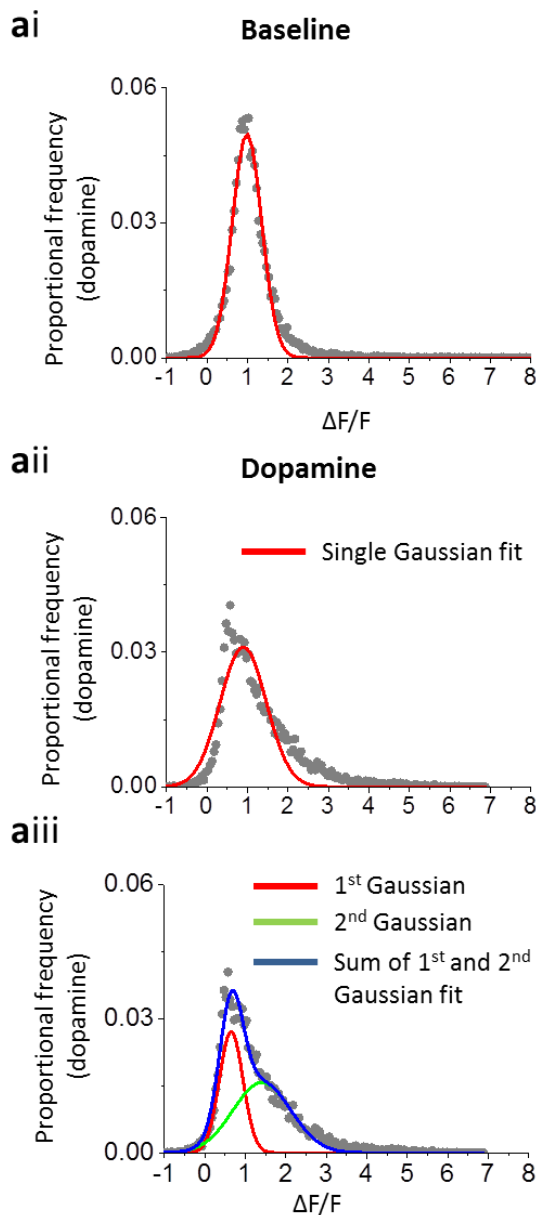 ai
Baseline
Proportional frequency
(dopamine)
0.06
0.03
0.00
-1 0 1 2 3 4 5 6 7 8
ΔF/F
aii
Dopamine
Proportional frequency
(dopamine)
0.06
0.03
0.00
Single Gaussian fit
-1 0 1 2 3 4 5 6 7 8
aiii
Proportional frequency
(dopamine)
0.06
0.03
0.00
1st Gaussian
2nd Gaussian
Sum of 1st and 2nd
Gaussian fit
-1 0 1 2 3 4 5 6 7 8
ΔF/F